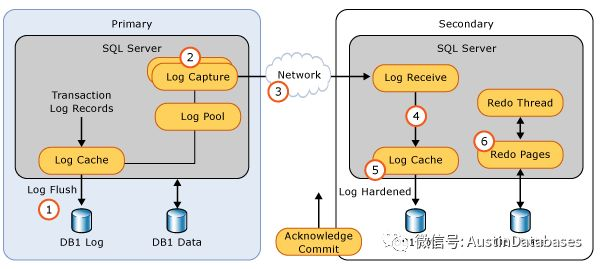 Primary
SQL Server
2
Log Capture
Transaction
Log Records
Log Pool
Log Cache
Log Flush
1
DB1 Log
DB1 Data
Network
3
Secondary
SQL Server
Log Receive
4
Redo Thread
6
Redo Pages
5
Log Cache
Log Hardened
Acknowledge
Commit
微信号: AustinDatabases